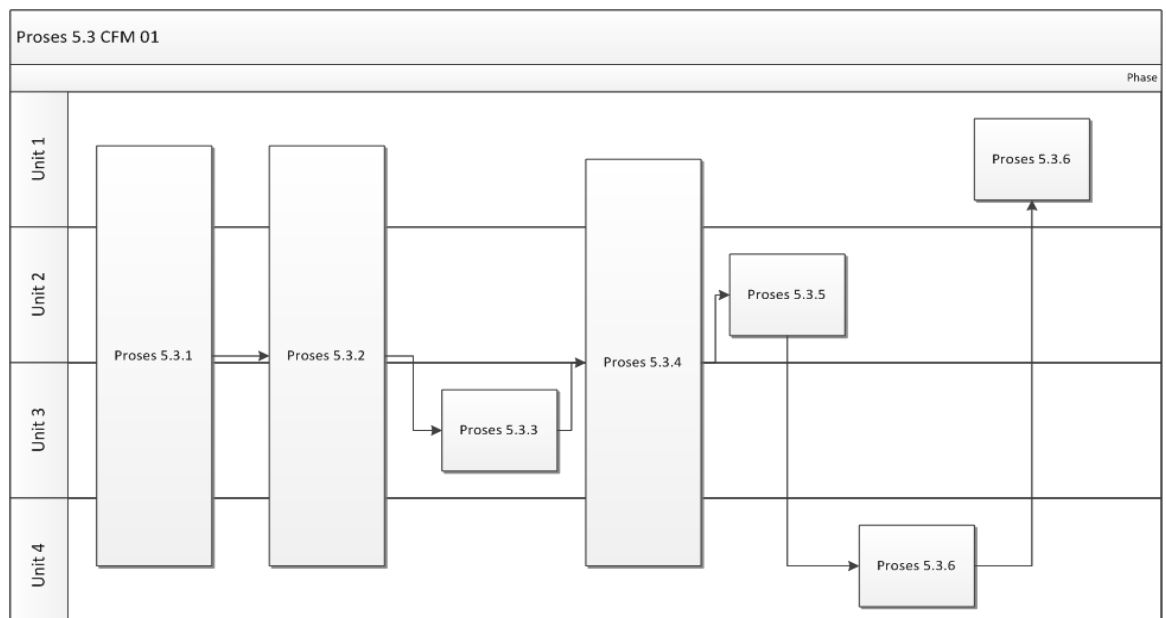 Proses 5.3 CFM 01
Phase
Unit 1
Unit 2
Unit 3
Unit 4
Proses 5.3.1
Proses 5.3.2
Proses 5.3.3
Proses 5.3.4
Proses 5.3.5
Proses 5.3.6
Proses 5.3.6